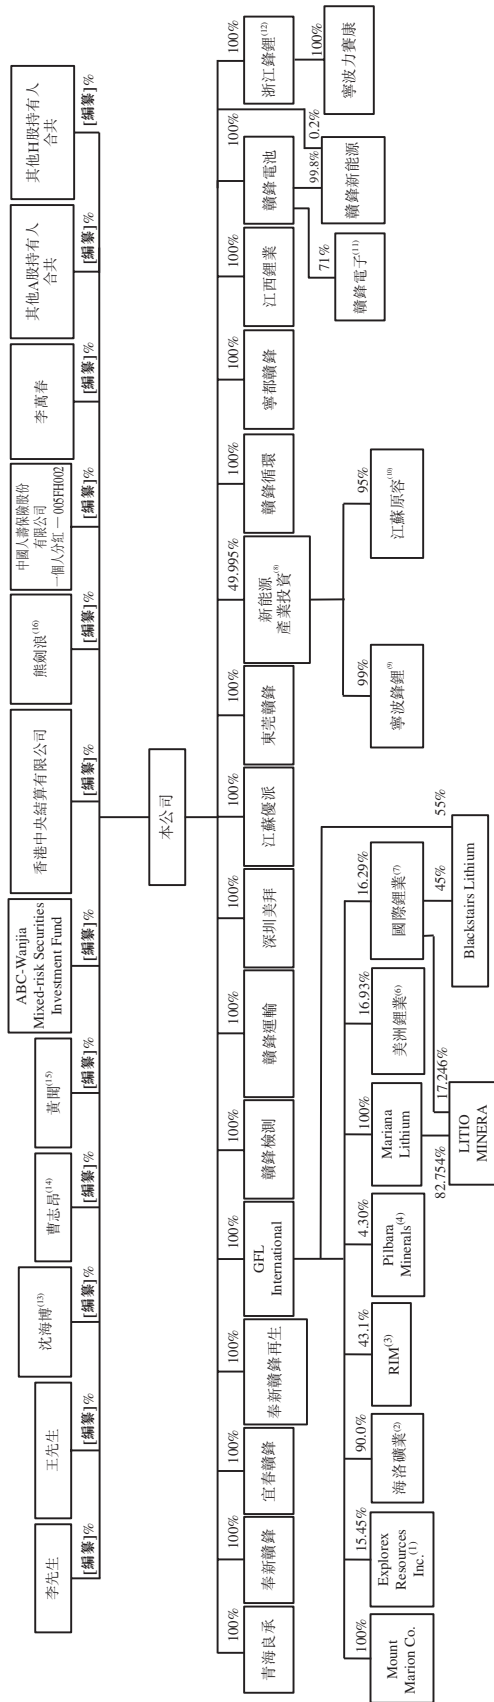 李先生
[編纂]%
王先生
[編纂]%
沈海博(13)
[編纂]%
曹志昂(14)
[編纂]%
黃聞(15)
[編纂]%
ABC-Wanjia
Mixed-risk Securities
Investment Fund
[編纂]%
香港中央結算有限公司
[編纂]%
熊劍浪(16)
[編纂]%
中國人壽保險股份
有限公司
一個人分紅 — 005FH002
[編纂]%
李萬春
[編纂]%
其他A股持有人
合共
[編纂]%
其他H股持有人
合共
[編纂]%
本公司
100%
青海良承
100%
奉新贛鋒
100%
宜春贛鋒
100%
奉新贛鋒再生
100%
GFL
International
100%
贛鋒檢測
100%
贛鋒運輸
100%
深圳美拜
100%
江蘇優派
100%
東莞贛鋒
49.995%
新能源
產業投資(8)
100%
贛鋒循環
100%
寧都贛鋒
100%
江西鋰業
100%
贛鋒電池
100%
浙江鋒鋰(12)
100%
Mount
Marion Co.
15.45%
Explorex
Resources
Inc.(1)
90.0%
海洛礦業(2)
43.1%
RIM(3)
4.30%
Pilbara
Minerals(4)
100%
Mariana
Lithium
16.93%
美洲鋰業(6)
16.29%
國際鋰業(7)
55%
82.754%
17.246%
LITIO
MINERA
45%
Blackstairs Lithium
99%
寧波鋒鋰(9)
95%
江蘇原容(10)
71%
贛鋒電子(11)
99.8%
0.2%
贛鋒新能源
100%
寧波力賽康